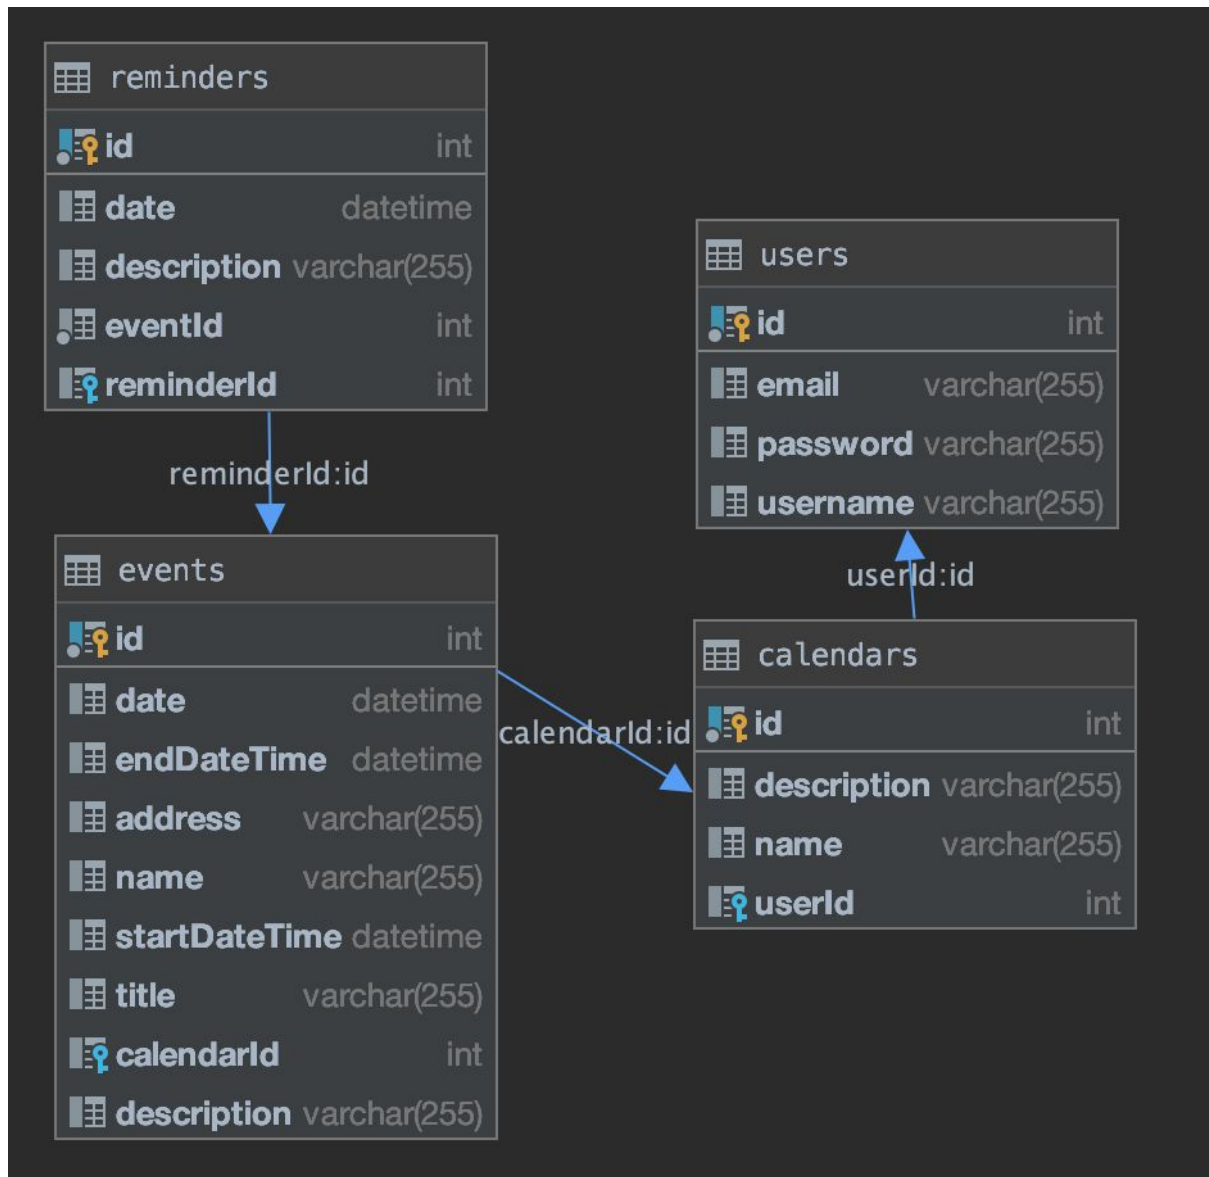 reminders
id int
date datetime
description varchar(255)
eventId int
reminderId int
reminderId:id
events
id int
date datetime
endDateTime datetime
address varchar(255)
name varchar(255)
startDateTime datetime
title varchar(255)
calendarId int
description varchar(255)
calendarId:id
users
id int
email varchar(255)
password varchar(255)
username varchar(255)
userId:id
calendars
id int
description varchar(255)
name varchar(255)
userId int